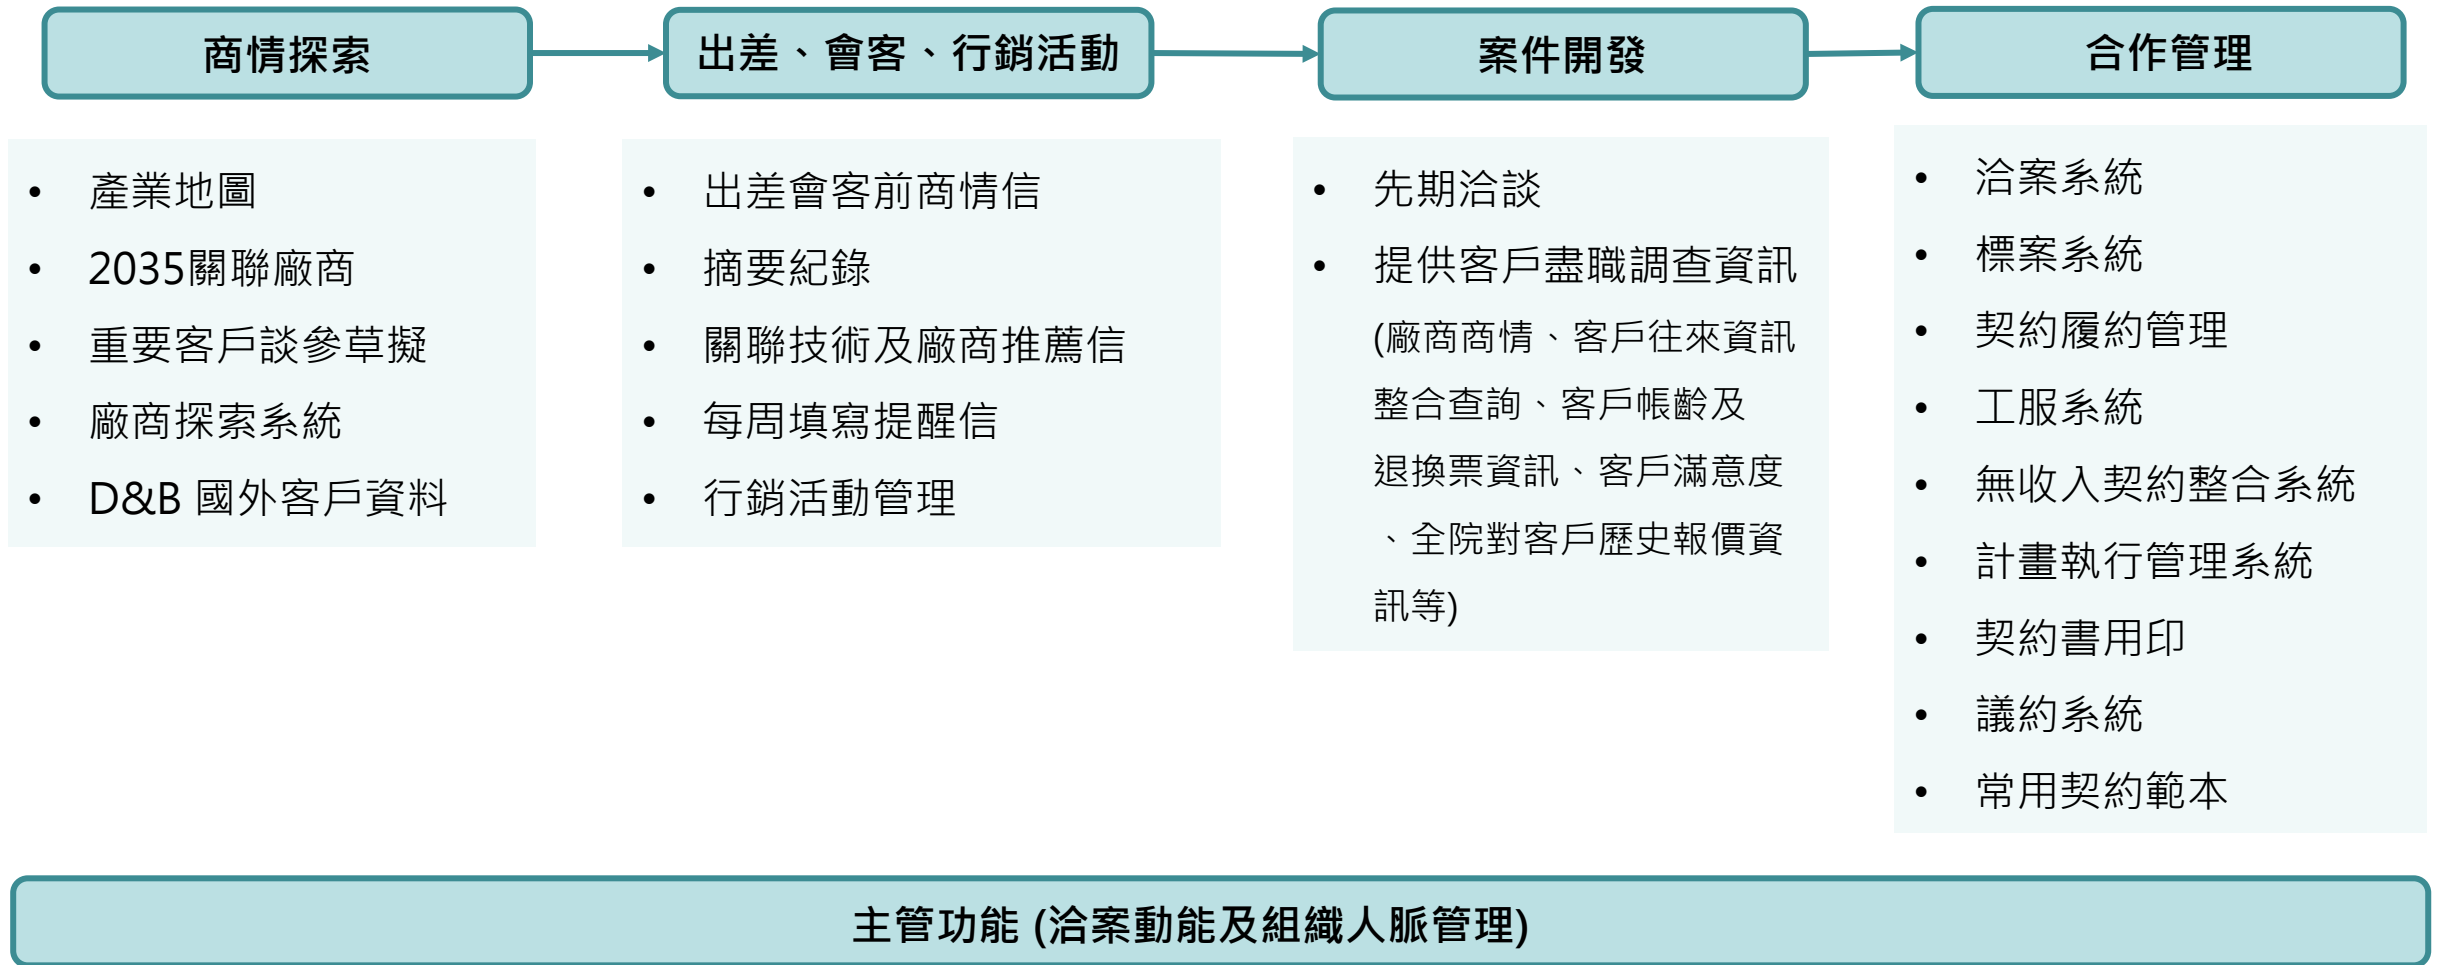 商情探索
出差、會客、行銷活動
案件開發
合作管理
• 產業地圖
• 2035關聯廠商
• 重要客戶談參草擬
• 廠商探索系統
• D&B 國外客戶資料
• 出差會客前商情信
• 摘要紀錄
• 關聯技術及廠商推薦信
• 每周填寫提醒信
• 行銷活動管理
• 先期洽談
• 提供客戶盡職調查資訊
(廠商商情、客戶往來資訊
整合查詢、客戶帳齡及
退換票資訊、客戶滿意度
、全院對客戶歷史報價資
訊等)
• 洽案系統
• 標案系統
• 契約履約管理
• 工服系統
• 無收入契約整合系統
• 計畫執行管理系統
• 契約書用印
• 議約系統
• 常用契約範本
主管功能 (洽案動能及組織人脈管理)